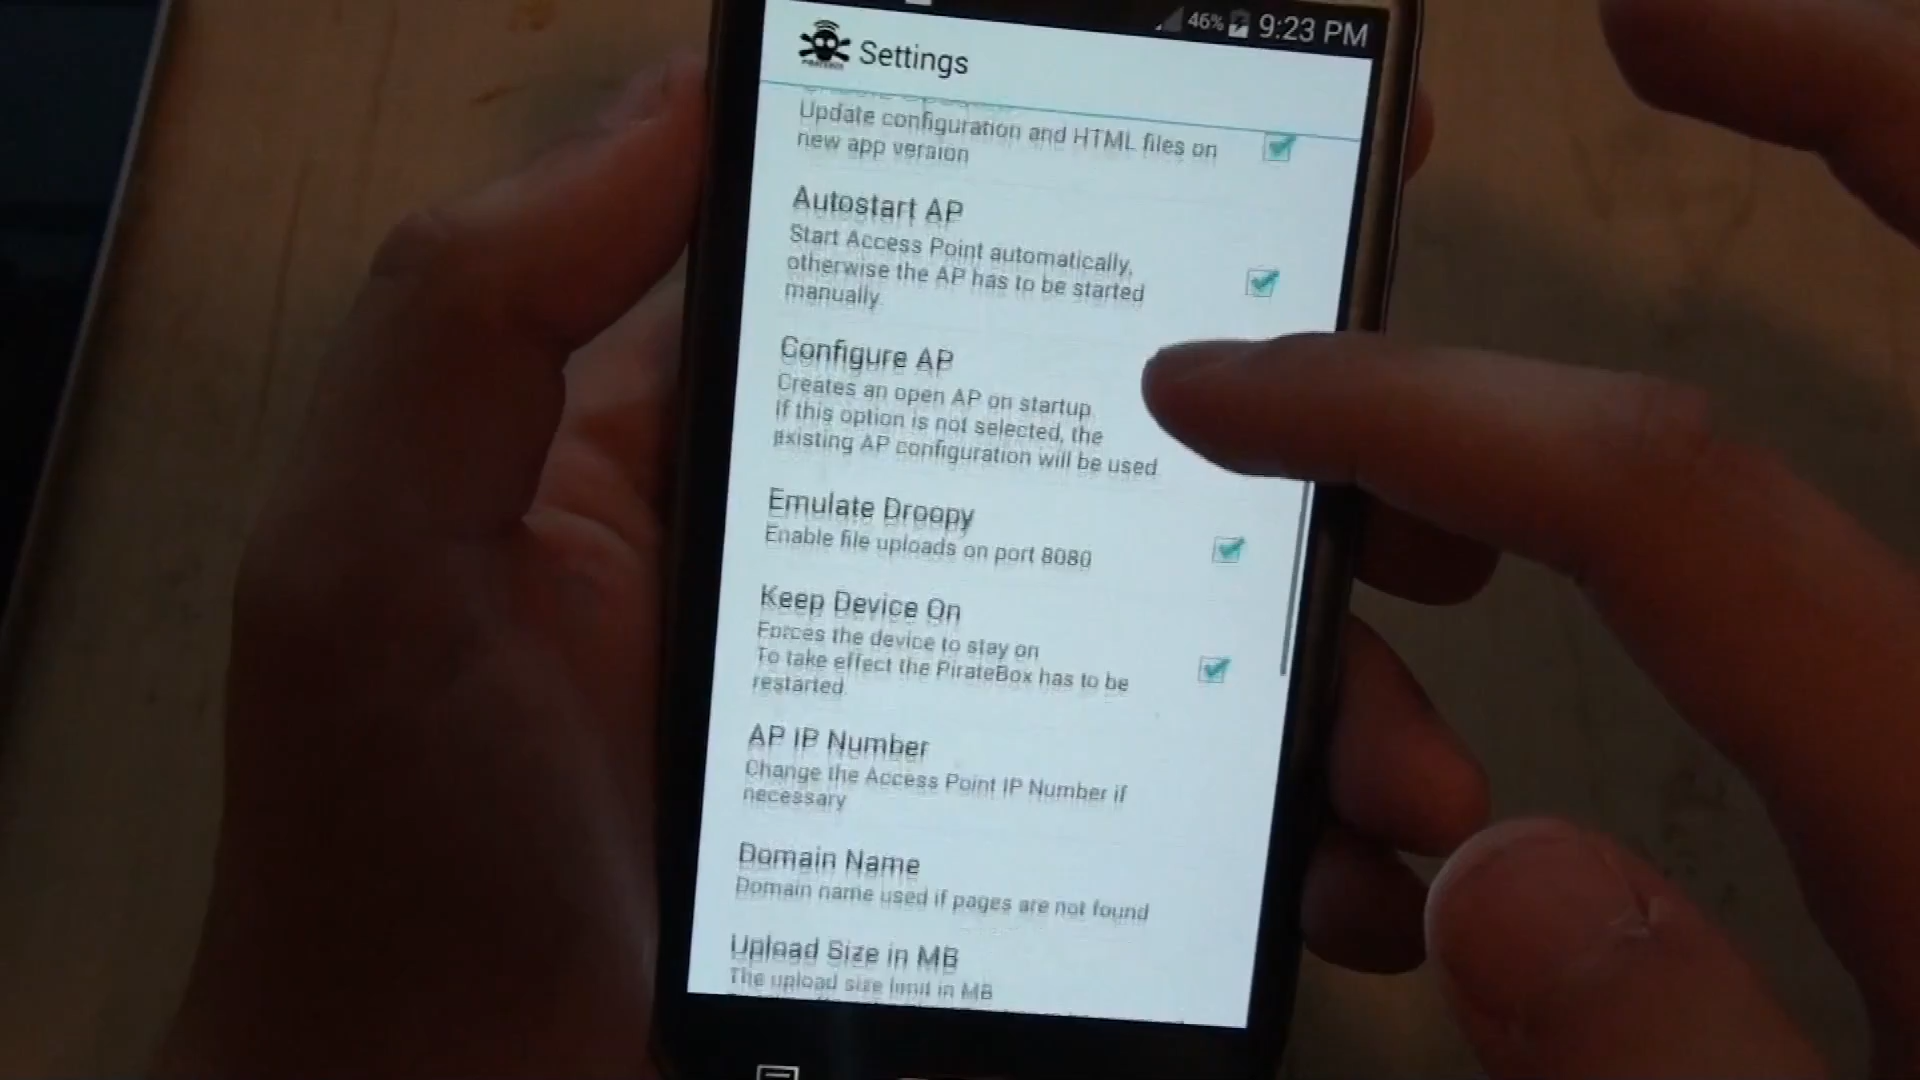 46% 9:23 PM
Settings
Update configuration and HTML files on
new app version
Autostart AP
Start Access Point automatically,
otherwise the AP has to be started
manually.
Configure AP
Creates an open AP on startup.
If this option is not selected, the
existing AP configuration will be used.
Emulate Droopy
Enable file uploads on port 8080
Keep Device On
Forces the device to stay on
To take effect the PirateBox has to be
restarted.
AP IP Number
Change the Access Point IP Number if
necessary
Domain Name
Domain name used if pages are not found
Upload Size in MB
The upload size limit in MB